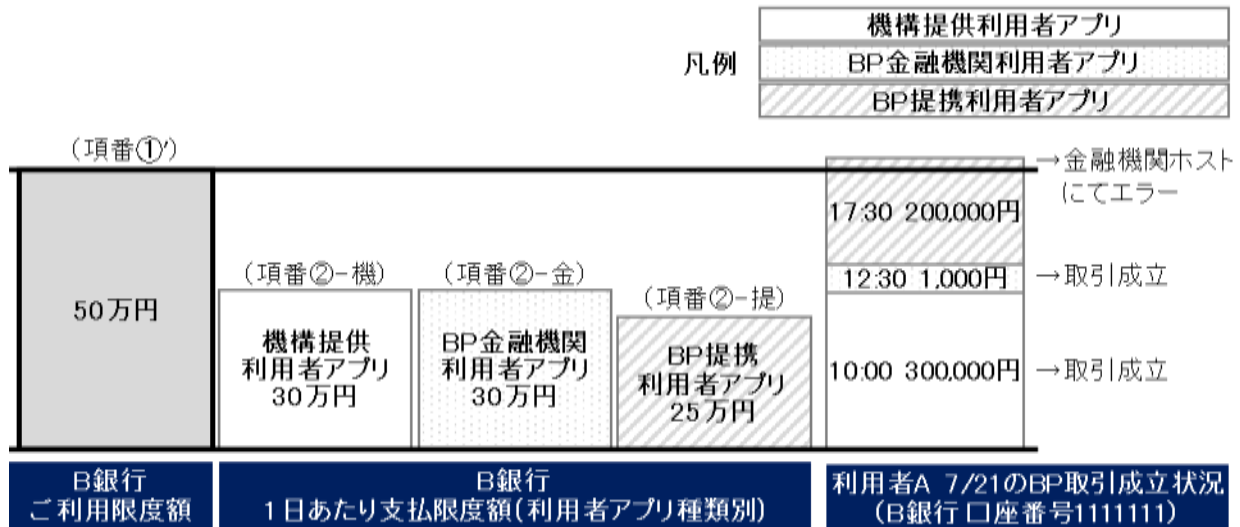 凡例
機構提供利用者アプリ
BP金融機関利用者アプリ
BP提携利用者アプリ
(項番①')
50万円
(項番②-機)
機構提供
利用者アプリ
30万円
(項番②-金)
BP金融機関
利用者アプリ
30万円
(項番②-提)
BP提携
利用者アプリ
25万円
→金融機関ホスト
にてエラー
17:30 200,000円
12:30 1,000円 →取引成立
10:00 300,000円 →取引成立
B銀行
ご利用限度額
B銀行
1日あたり支払限度額(利用者アプリ種類別)
利用者A 7/21のBP取引成立状況
(B銀行 口座番号1111111)